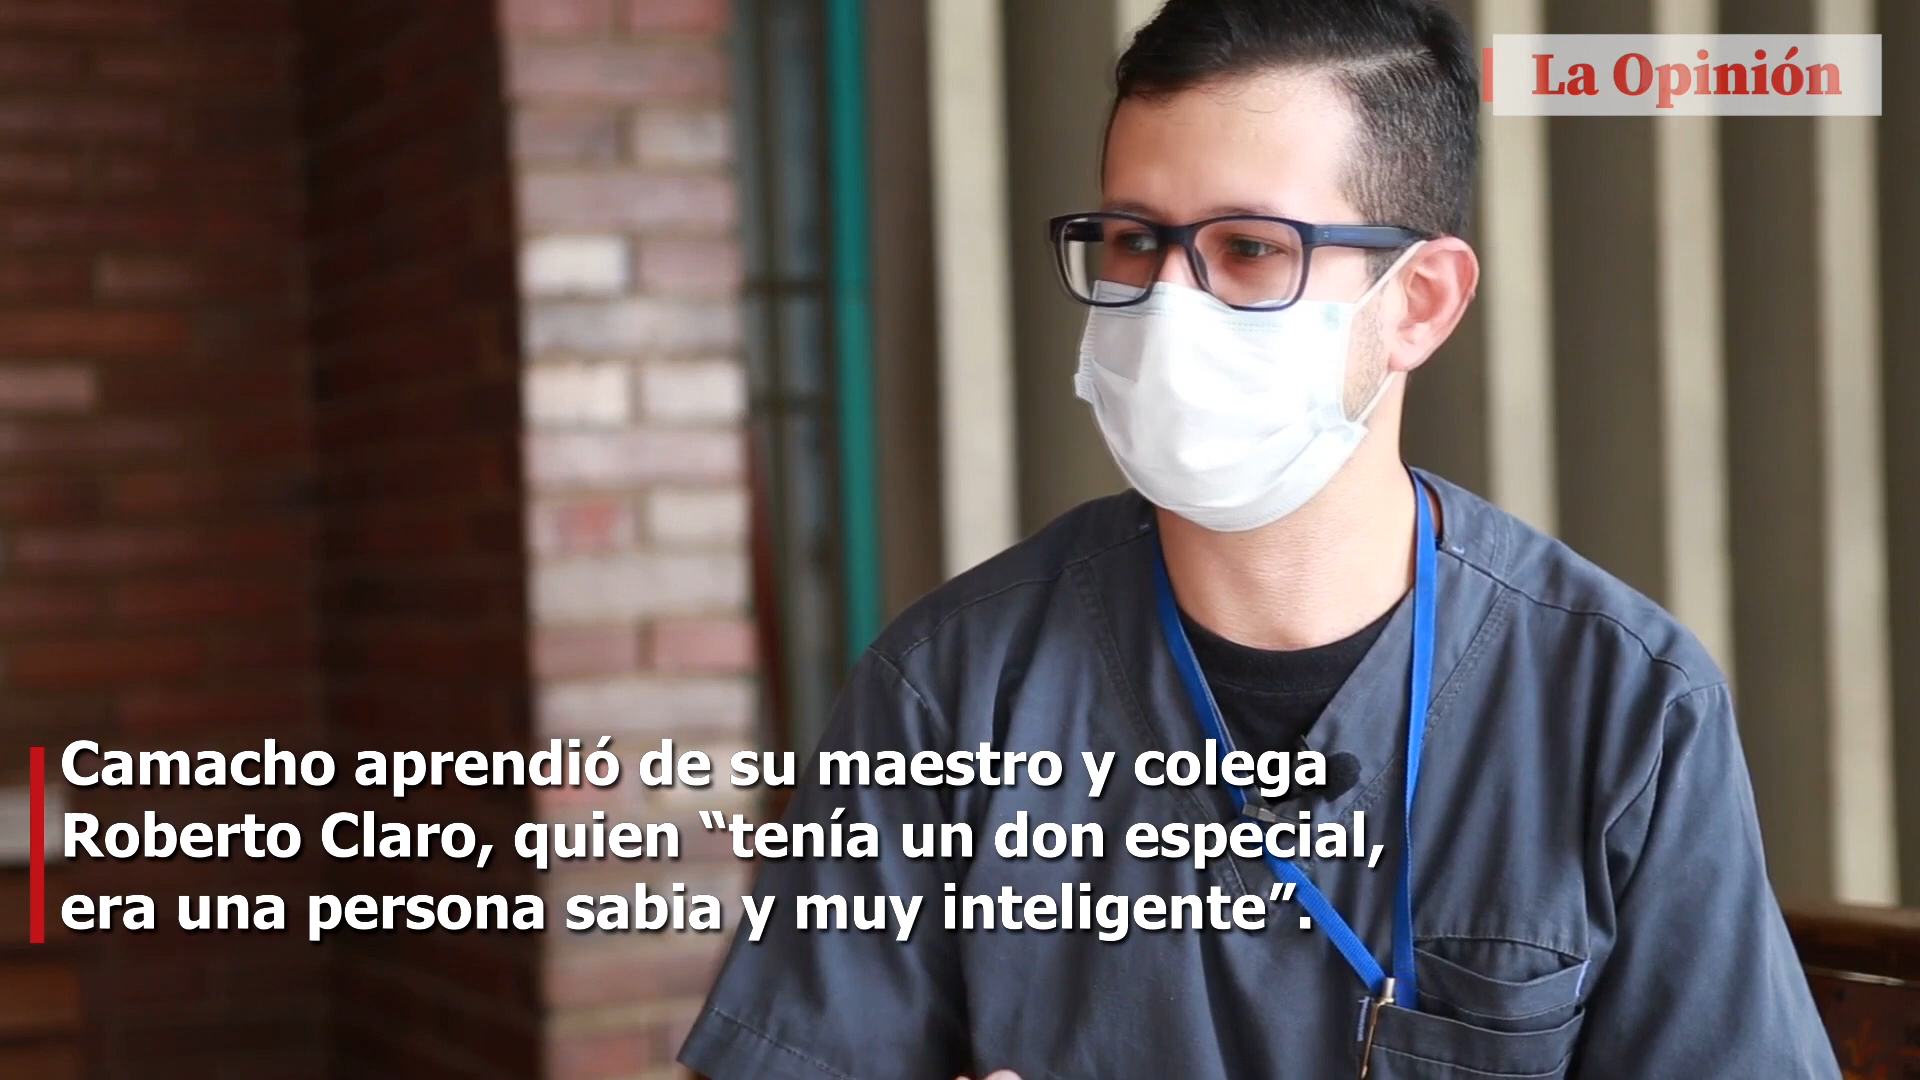 La Opinión
Camacho aprendió de su maestro y colega
Roberto Claro, quien “tenía un don especial,
era una persona sabia y muy inteligente”.